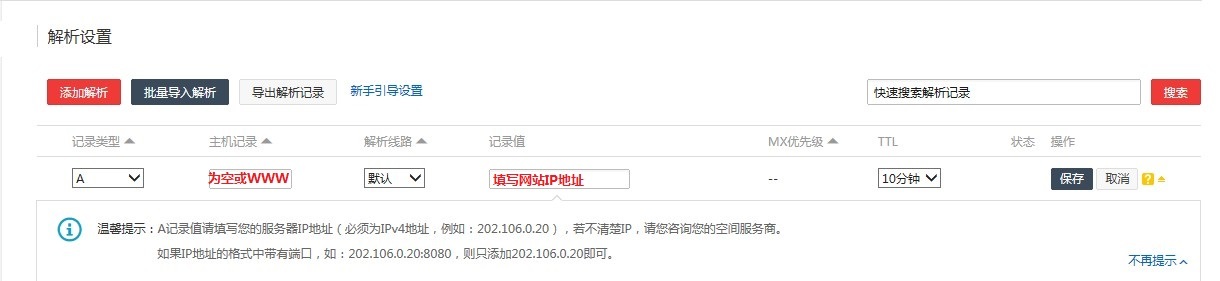 解析设置
添加解析 批量导入解析 导出解析记录 新手引导设置 快速搜索解析记录 搜索
记录类型 主机记录 解析线路 记录值 MX优先级 TTL 状态 操作
A 为空或WWW 默认 填写网站IP地址 -- 10分钟 保存 取消 ?
温馨提示：A记录值请填写您的服务器IP地址（必须为IPv4地址，例如：202.106.0.20），若不清楚IP，请您咨询您的空间服务商。
如果IP地址的格式中带有端口，如：202.106.0.20:8080，则只添加202.106.0.20即可。
不再提示